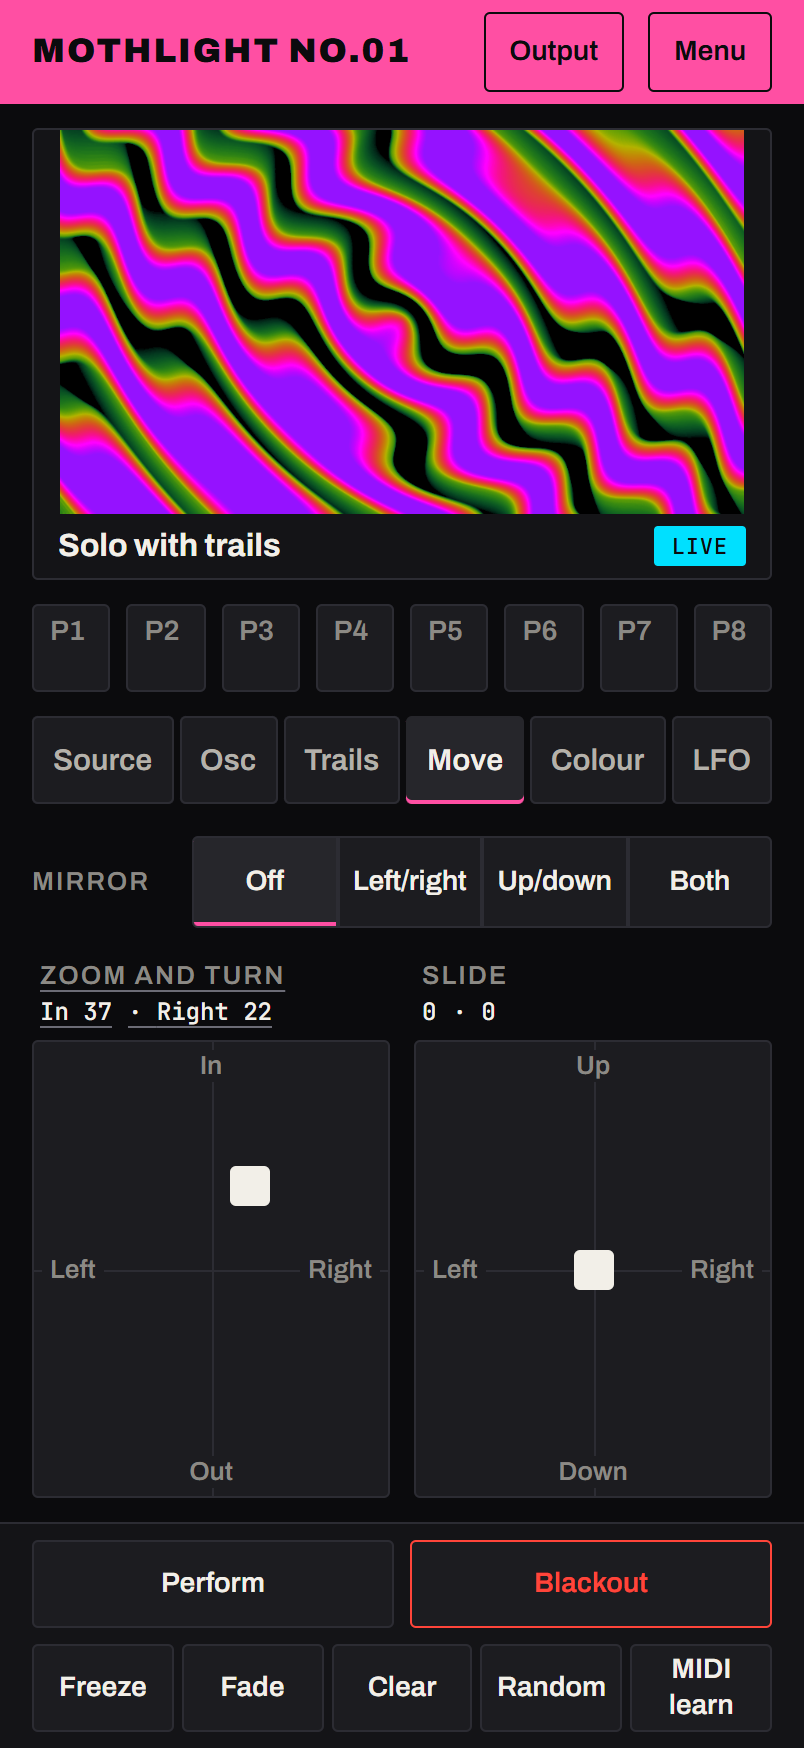 MOTHLIGHT NO.01
Output
Menu
Solo with trails
LIVE
P1 P2 P3 P4 P5 P6 P7 P8
Source Osc Trails Move Colour LFO
MIRROR
Off Left/right Up/down Both
ZOOM AND TURN
In 37 · Right 22
SLIDE
0 · 0
In
Left Right
Out
Up
Left Right
Down
Perform
Blackout
Freeze
Fade
Clear
Random
MIDI
learn